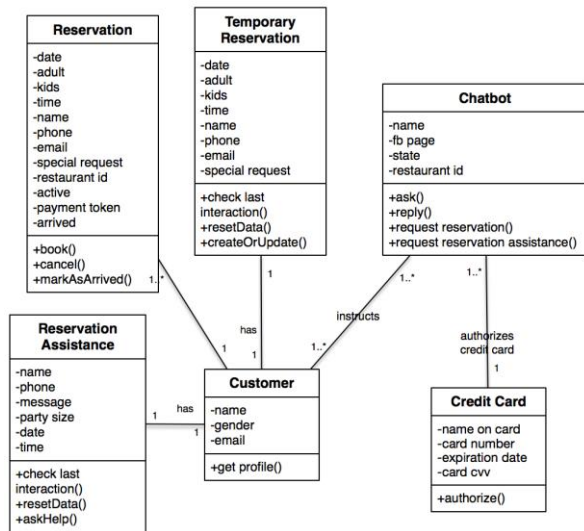 Reservation
-date
-adult
-kids
-time
-name
-phone
-email
-special request
-restaurant id
-active
-payment token
-arrived
+book()
+cancel()
+markAsArrived()
Temporary
Reservation
-date
-adult
-kids
-time
-name
-phone
-email
-special request
+check last
interaction()
+resetData()
+createOrUpdate()
Chatbot
-name
-fb page
-state
-restaurant id
+ask()
+reply()
+request reservation()
+request reservation assistance()
1..*
1
1..*
1..*
has
instructs
authorizes
credit card
1
1
1..*
1
Reservation
Assistance
-name
-phone
-message
-party size
-date
-time
+check last
interaction()
+resetData()
+askHelp()
has
1
1
Customer
-name
-gender
-email
+get profile()
Credit Card
-name on card
-card number
-expiration date
-card cvv
+authorize()